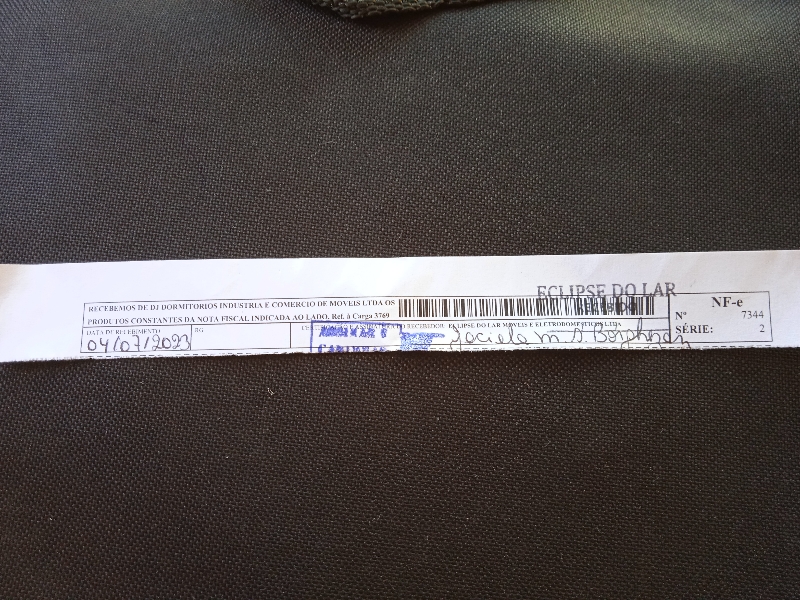 ECLIPSE DO LAR
RECEBEMOS DE DJ DORMITORIOS INDUSTRIA E COMERCIO DE MOVEIS LTDA OS
PRODUTOS CONSTANTES DA NOTA FISCAL INDICADA AO LADO. Ref. à Carga 3769
NF-e
Nº 7344
SÉRIE: 2
DATA DE RECEBIMENTO
04/07/2023
RG
RECEBEDOR: ECLIPSE DO LAR MOVEIS E ELETRODOMESTICOS LTDA